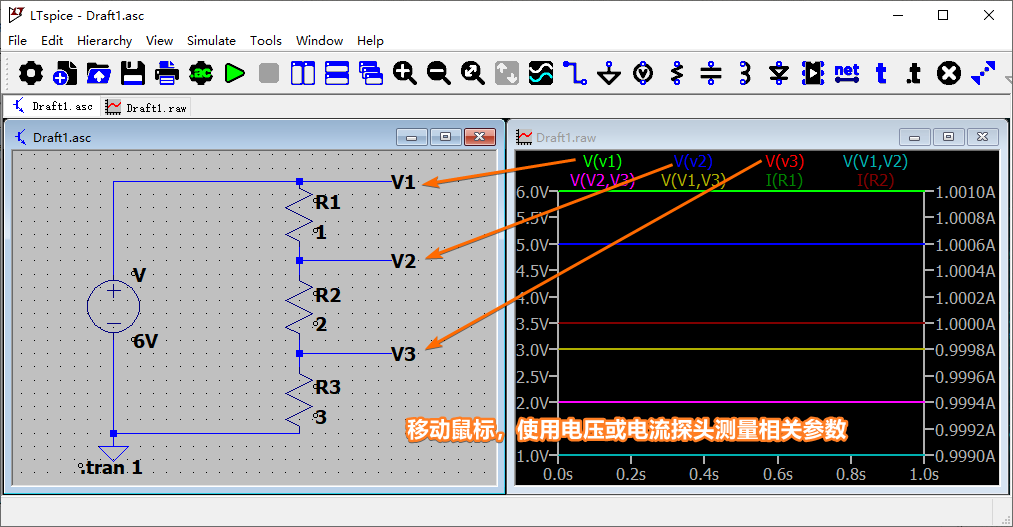 LTspice - Draft1.asc
File Edit Hierarchy View Simulate Tools Window Help
.ac net t .t
Draft1.asc Draft1.raw
Draft1.asc
V1
R1
1
V2
V
R2
2
6V
V3
R3
3
.tran 1
Draft1.raw
V(v1) V(v2) V(v3) V(V1,V2)
V(V2,V3) V(V1,V3) I(R1) I(R2)
6.0V 1.0010A
5.5V 1.0008A
5.0V 1.0006A
4.5V 1.0004A
4.0V 1.0002A
3.5V 1.0000A
3.0V 0.9998A
2.5V 0.9996A
2.0V 0.9994A
0.9992A
1.0V 0.9990A
0.0s 0.2s 0.4s 0.6s 0.8s 1.0s
移动鼠标，使用电压或电流探头测量相关参数